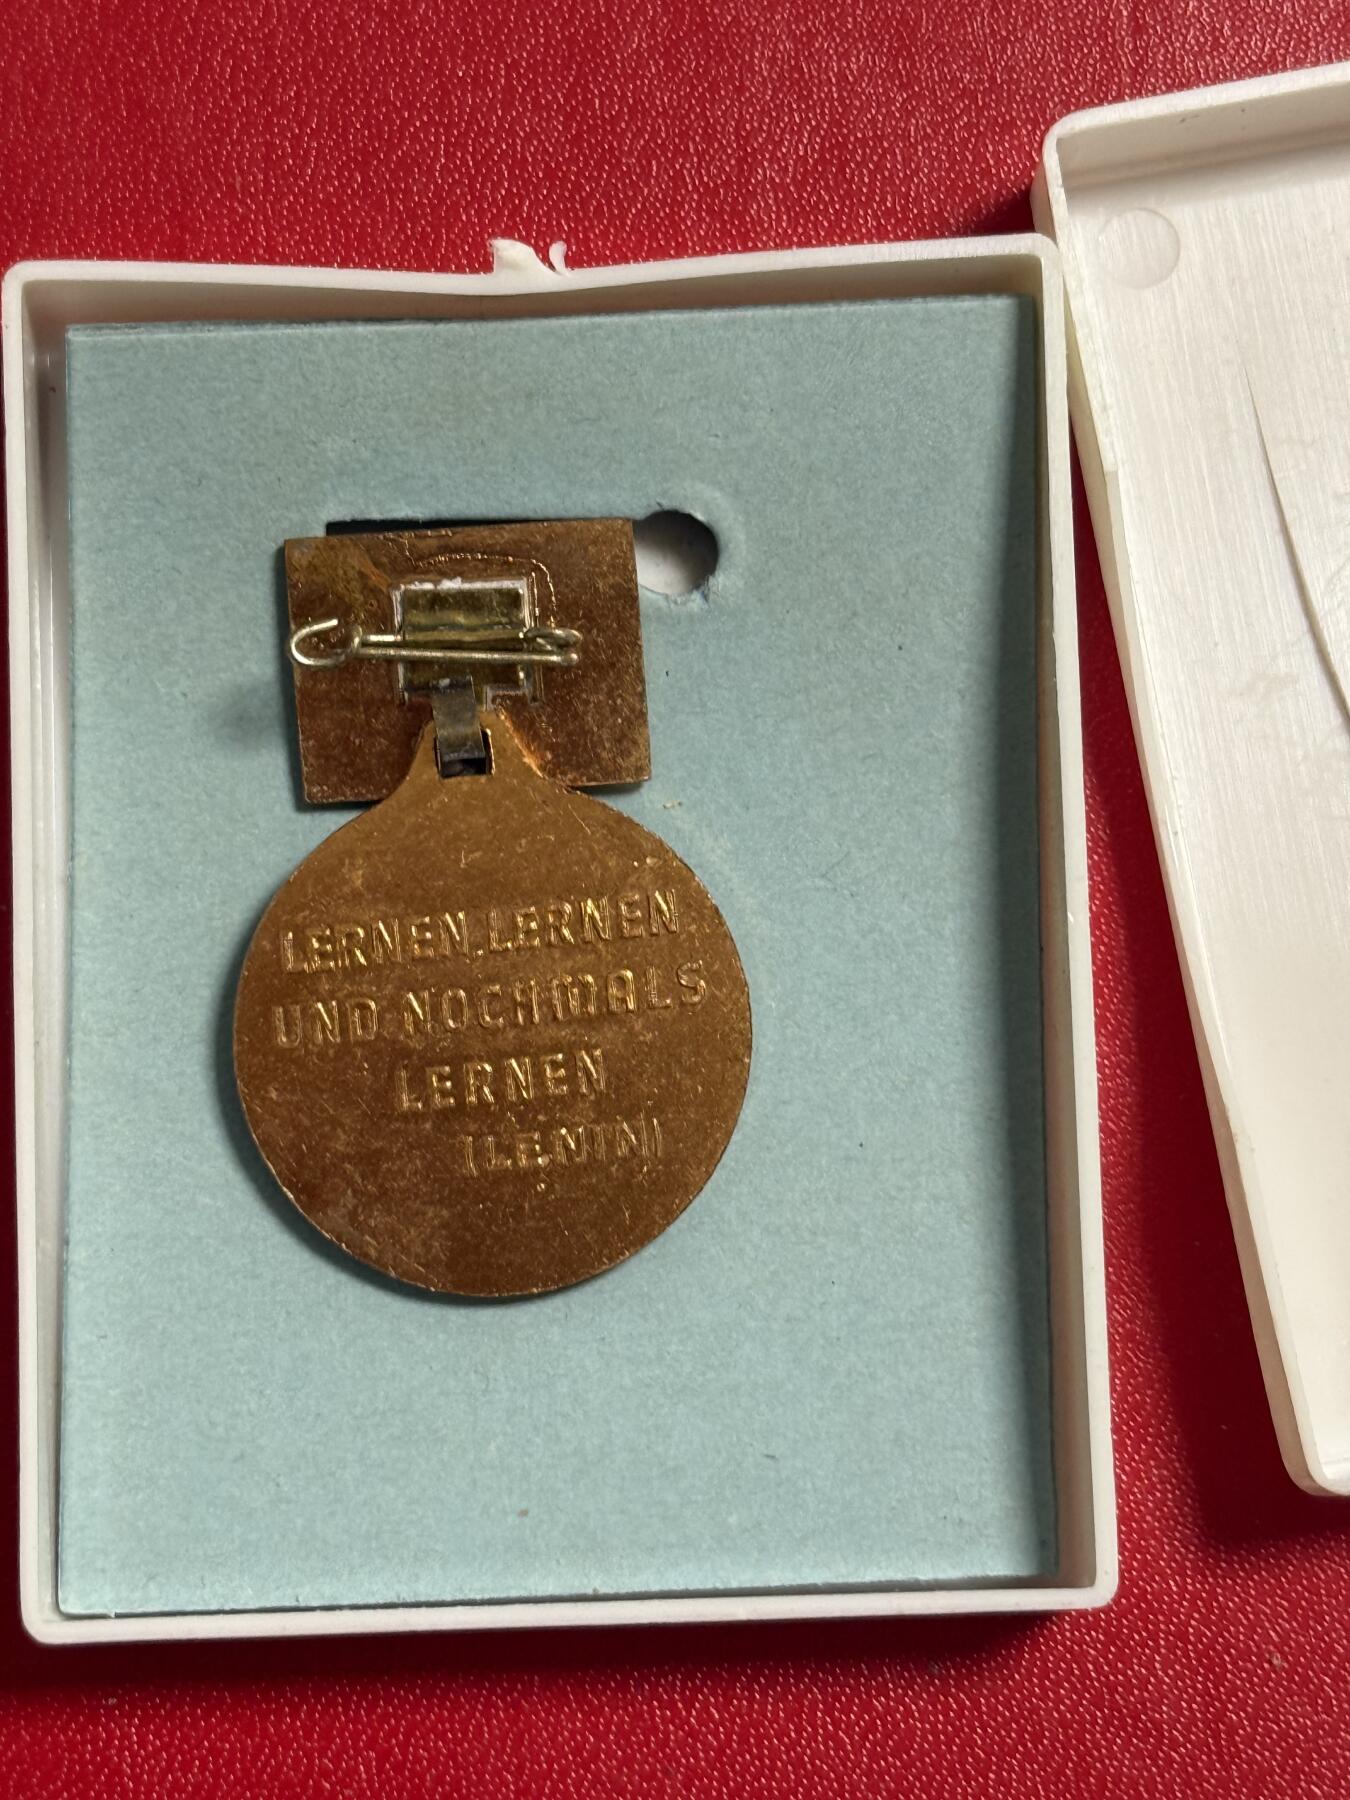 LERNEN, LERNEN
UND NOCHMALS
LERNEN
(LENIN)